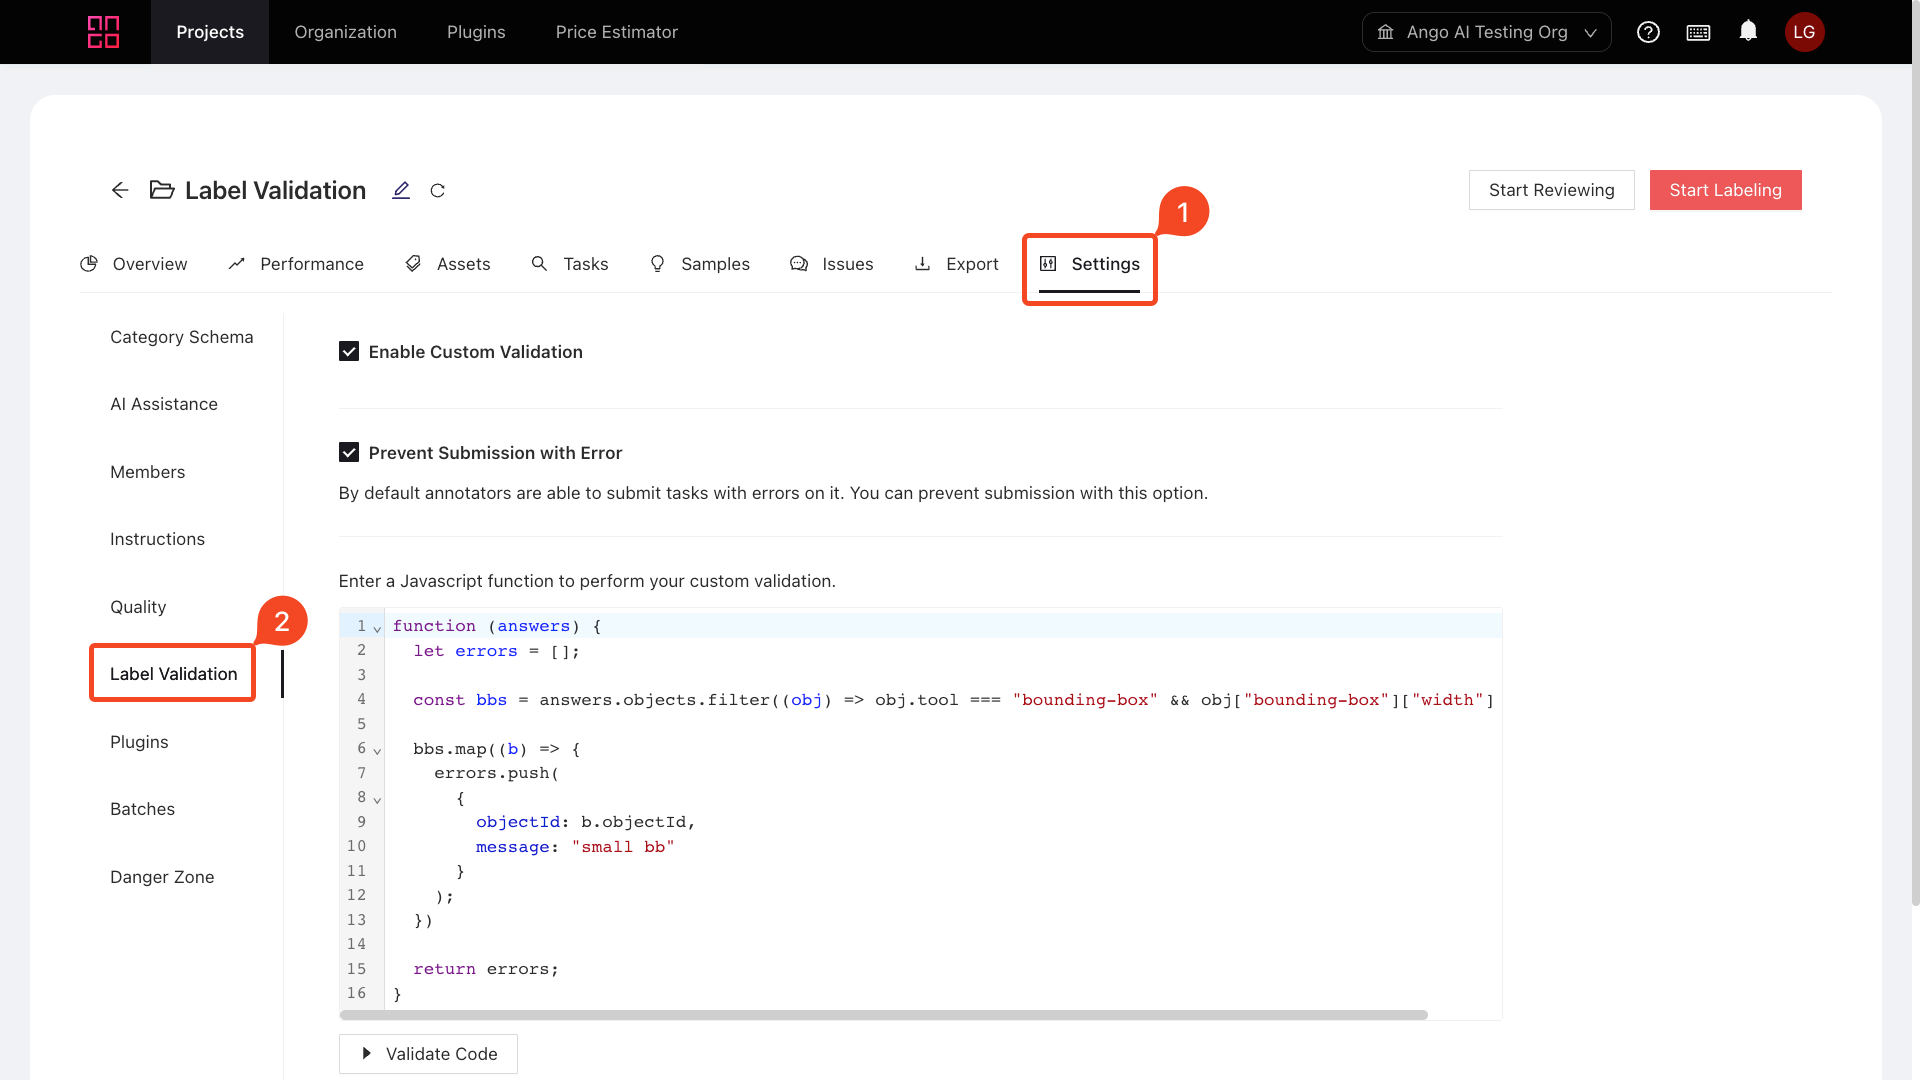 Projects
Organization
Plugins
Price Estimator
Ango AI Testing Org
LG
Label Validation
Start Reviewing
Start Labeling
1
Overview
Performance
Assets
Tasks
Samples
Issues
Export
Settings
Category Schema
AI Assistance
Members
Instructions
Quality
2
Label Validation
Plugins
Batches
Danger Zone
Enable Custom Validation
Prevent Submission with Error
By default annotators are able to submit tasks with errors on it. You can prevent submission with this option.
Enter a Javascript function to perform your custom validation.
1 function (answers) {
2   let errors = [];
3
4   const bbs = answers.objects.filter((obj) => obj.tool === "bounding-box" && obj["bounding-box"]["width"]
5
6   bbs.map((b) => {
7     errors.push(
8       {
9         objectId: b.objectId,
10         message: "small bb"
11       }
12     );
13   })
14
15   return errors;
16 }
Validate Code